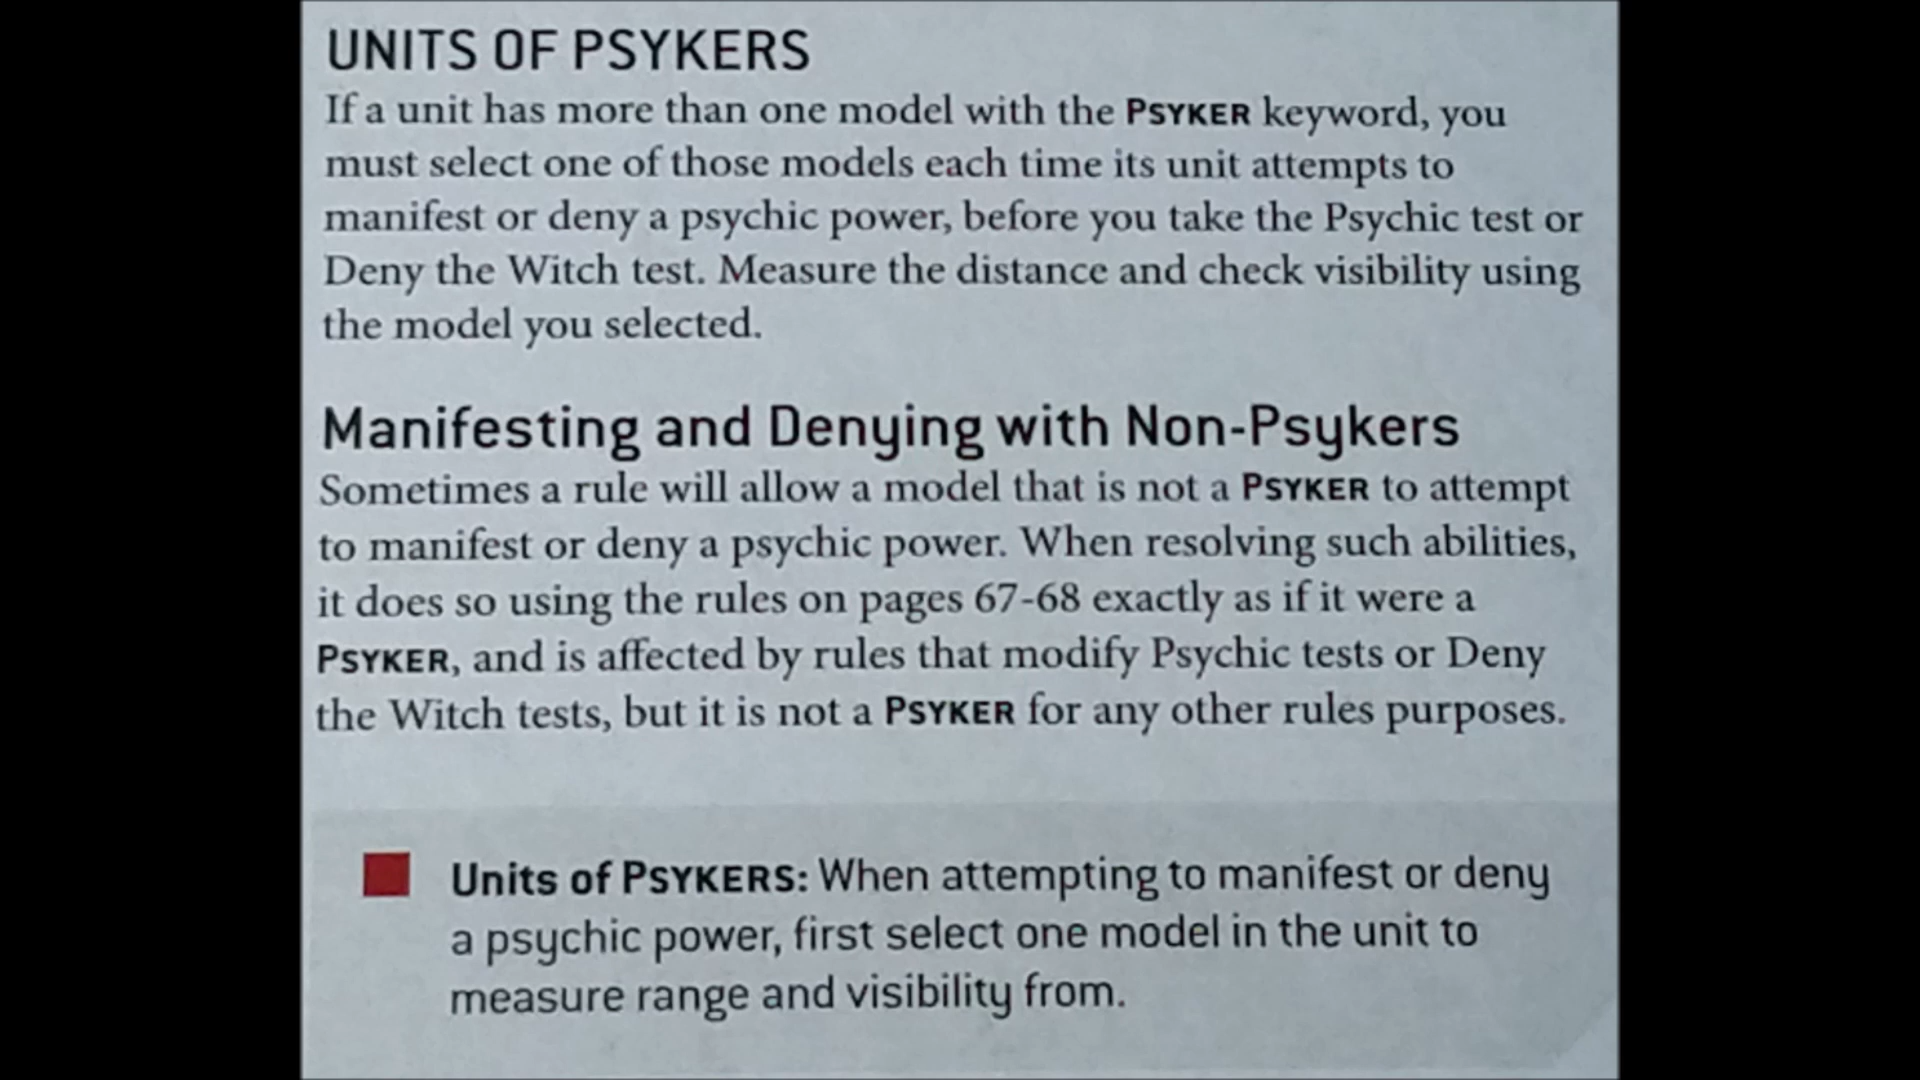 UNITS OF PSYKERS
If a unit has more than one model with the PSYKER keyword, you
must select one of those models each time its unit attempts to
manifest or deny a psychic power, before you take the Psychic test or
Deny the Witch test. Measure the distance and check visibility using
the model you selected.
Manifesting and Denying with Non-Psykers
Sometimes a rule will allow a model that is not a PSYKER to attempt
to manifest or deny a psychic power. When resolving such abilities,
it does so using the rules on pages 67-68 exactly as if it were a
PSYKER, and is affected by rules that modify Psychic tests or Deny
the Witch tests, but it is not a PSYKER for any other rules purposes.
Units of PSYKERS: When attempting to manifest or deny
a psychic power, first select one model in the unit to
measure range and visibility from.